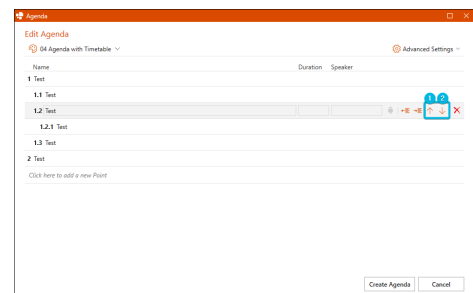 Agenda
Edit Agenda
04 Agenda with Timetable
Advanced Settings
Name Duration Speaker
1 Test
1 2
1.1 Test
1.2 Test
1.2.1 Test
1.3 Test
2 Test
Click here to add a new Point
Create Agenda Cancel